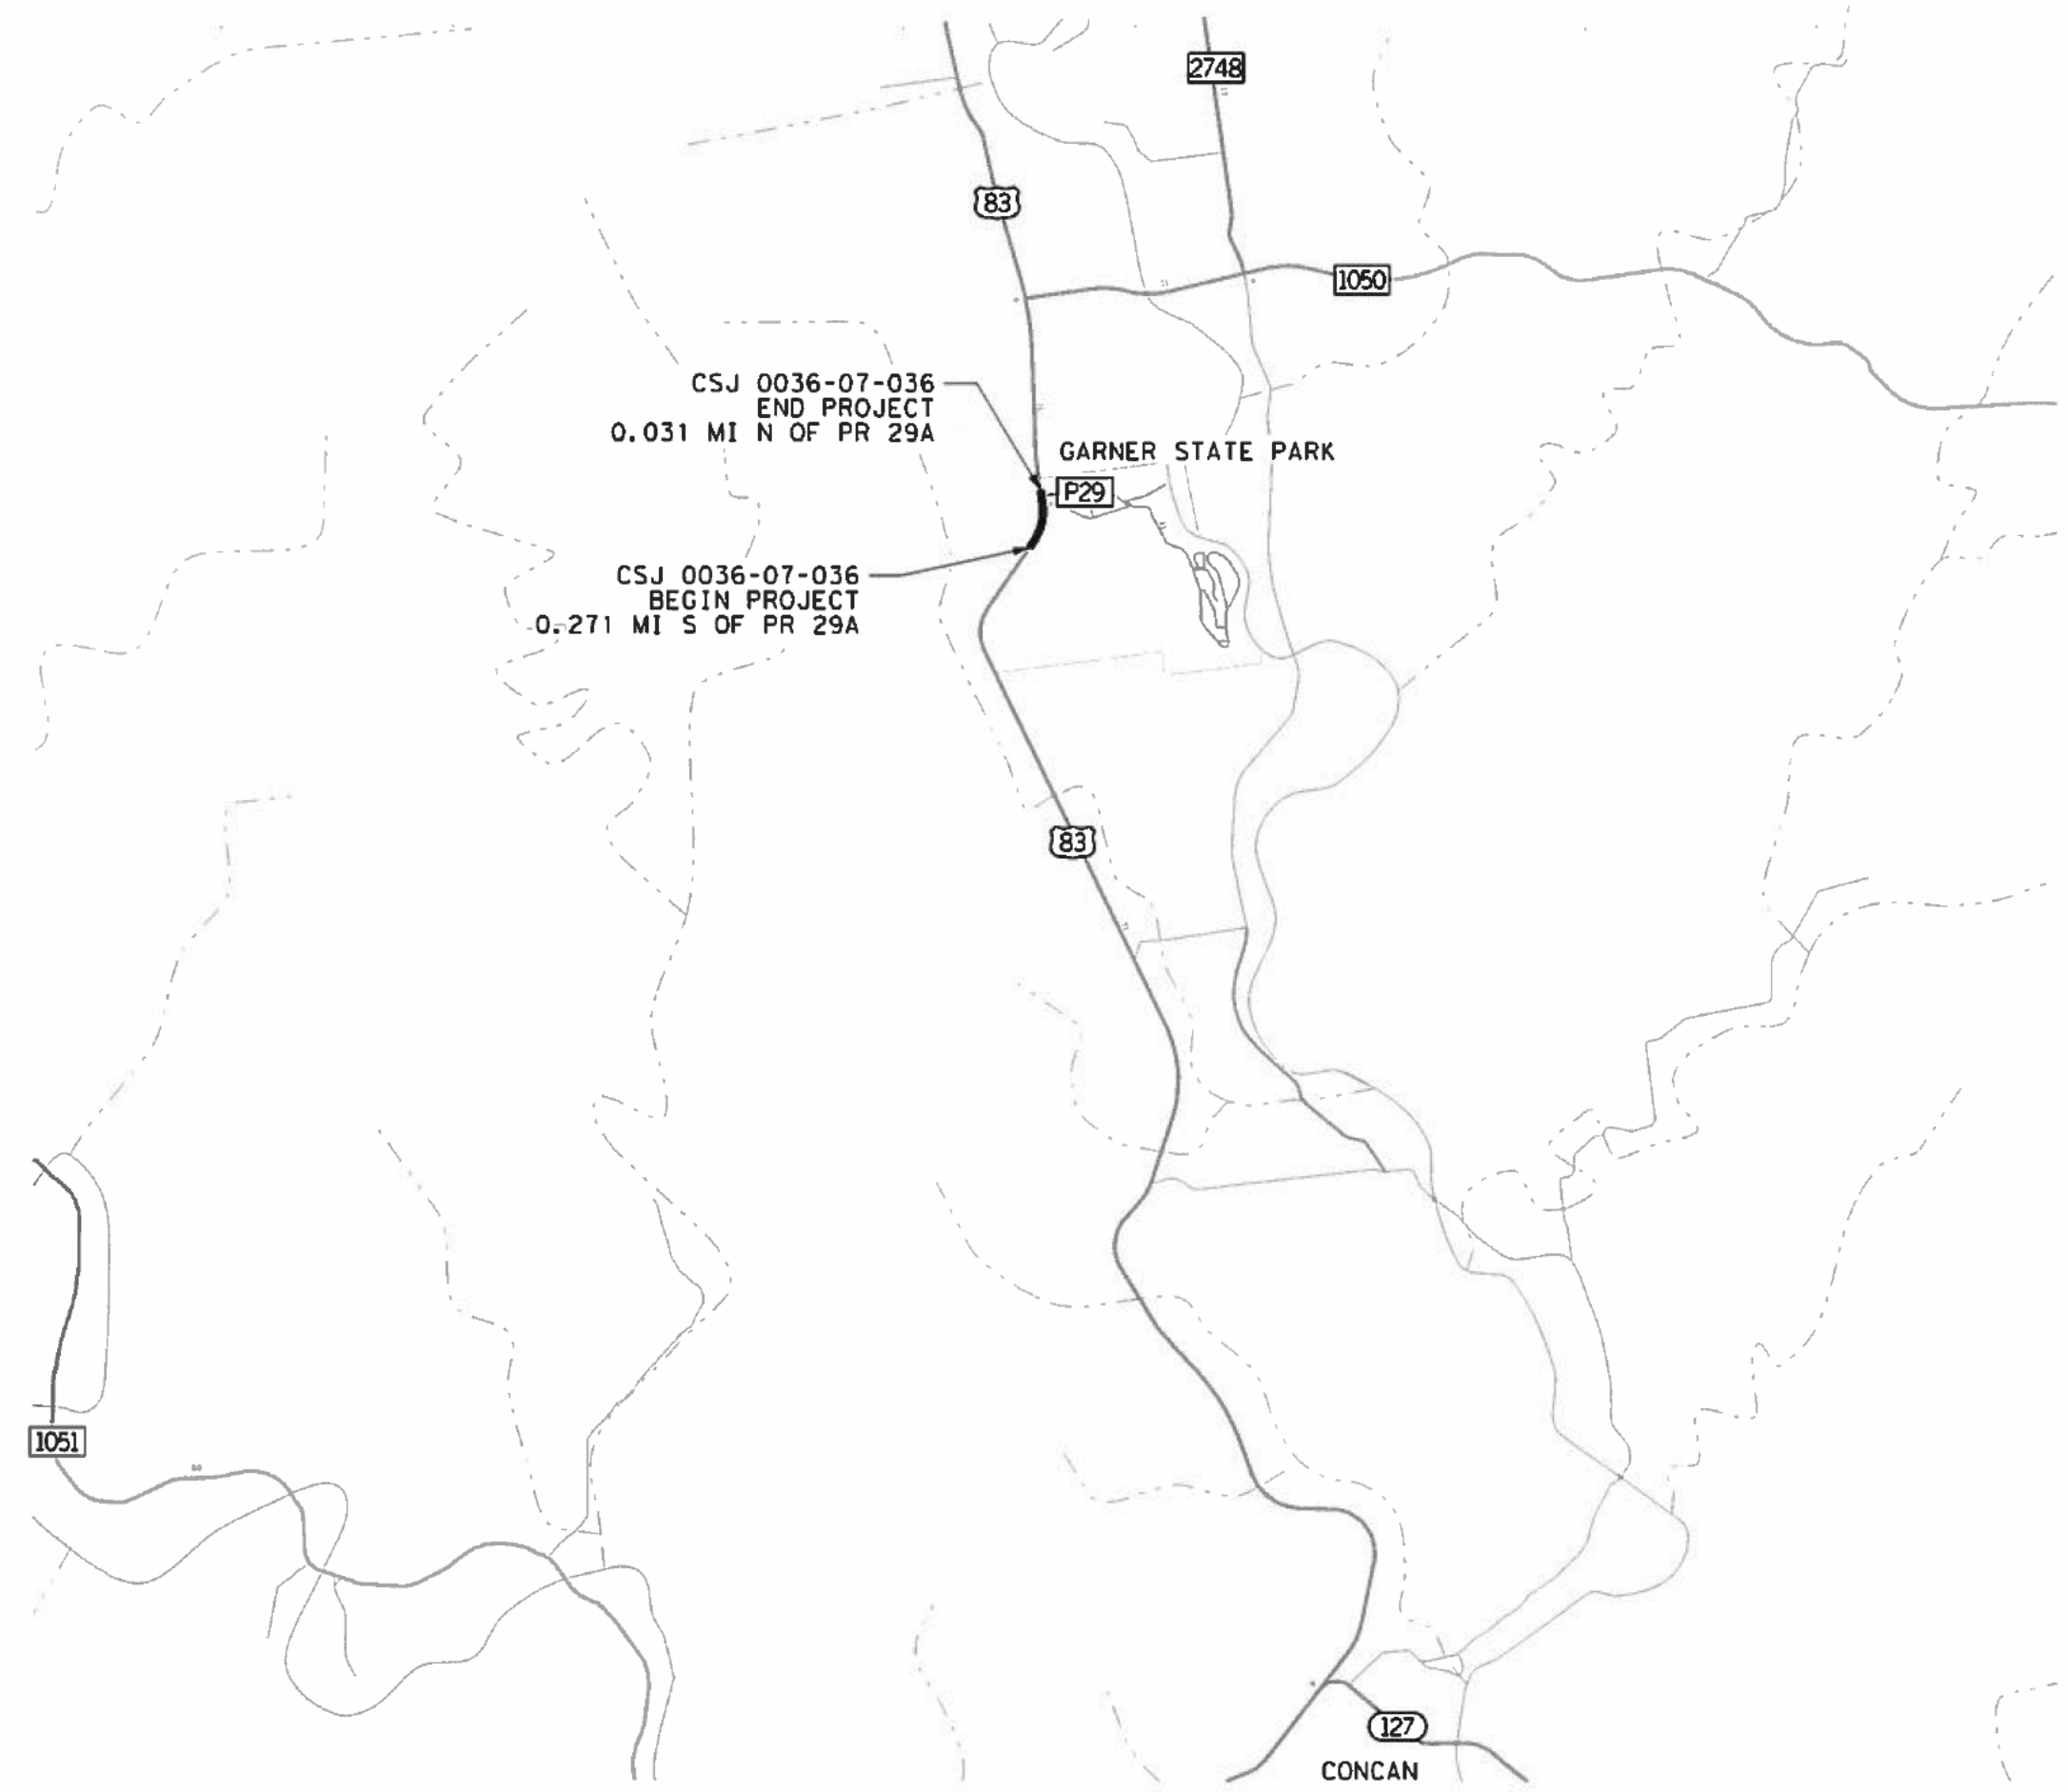 2748
83
1050
CSJ 0036-07-036
END PROJECT
0.031 MI N OF PR 29A
GARNER STATE PARK
P29
CSJ 0036-07-036
BEGIN PROJECT
0.271 MI S OF PR 29A
83
1051
127
CONCAN